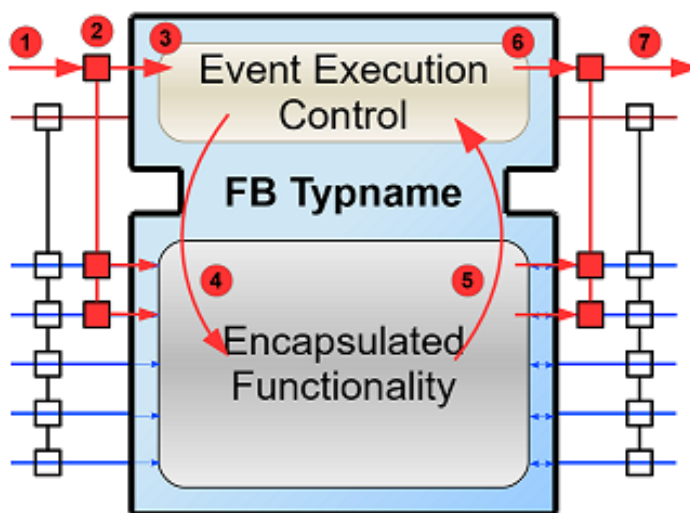 1
2
3
6
7
Event Execution
Control
FB Typname
4
5
Encapsulated
Functionality